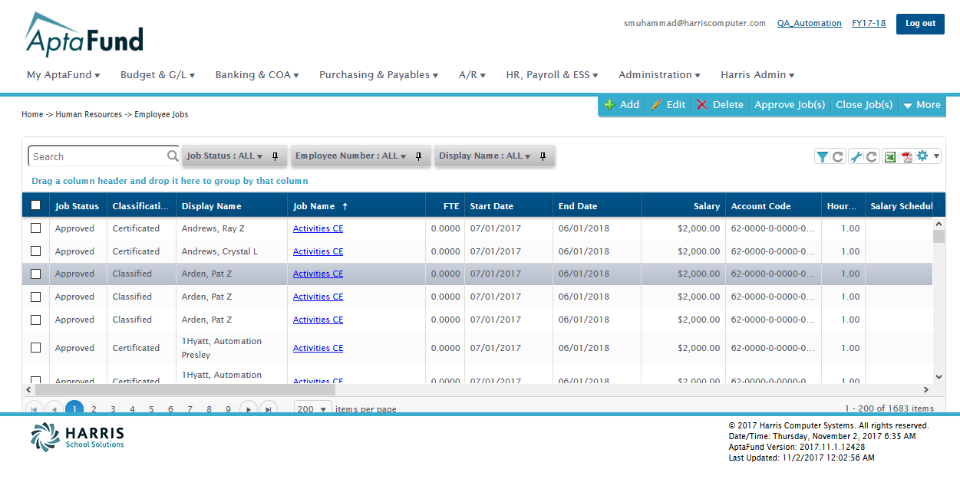 AptaFund
smuhammad@harriscomputer.com QA_Automation FY17-18 Log out
My AptaFund Budget & G/L Banking & COA Purchasing & Payables A/R HR, Payroll & ESS Administration Harris Admin
Home -> Human Resources -> Employee Jobs
Add Edit Delete Approve Job(s) Close Job(s) More
Search Job Status : ALL Employee Number : ALL Display Name : ALL
Drag a column header and drop it here to group by that column
Job Status Classificati... Display Name Job Name ↑ FTE Start Date End Date Salary Account Code Hour... Salary Schedul
Approved Certificated Andrews, Ray Z Activities CE 0.0000 07/01/2017 06/01/2018 $2,000.00 62-0000-0-0000-0... 1.00
Approved Certificated Andrews, Crystal L Activities CE 0.0000 07/01/2017 06/01/2018 $2,000.00 62-0000-0-0000-0... 1.00
Approved Classified Arden, Pat Z Activities CE 0.0000 07/01/2017 06/01/2018 $2,000.00 62-0000-0-0000-0... 1.00
Approved Classified Arden, Pat Z Activities CE 0.0000 07/01/2017 06/01/2018 $2,000.00 62-0000-0-0000-0... 1.00
Approved Classified Arden, Pat Z Activities CE 0.0000 07/01/2017 06/01/2018 $2,000.00 62-0000-0-0000-0... 1.00
Approved Certificated 1Hyatt, Automation Presley Activities CE 0.0000 07/01/2017 06/01/2018 $2,000.00 62-0000-0-0000-0... 1.00
Approved Certificated 1Hyatt, Automation Activities CE 0.0000 07/01/2017 06/01/2018 $2,000.00 62-0000-0-0000-0... 1.00
1 2 3 4 5 6 7 8 9 200 items per page 1 - 200 of 1683 items
HARRIS
School Solutions
© 2017 Harris Computer Systems. All rights reserved.
Date/Time: Thursday, November 2, 2017 6:35 AM
AptaFund Version: 2017.11.1.12428
Last Updated: 11/2/2017 12:02:56 AM